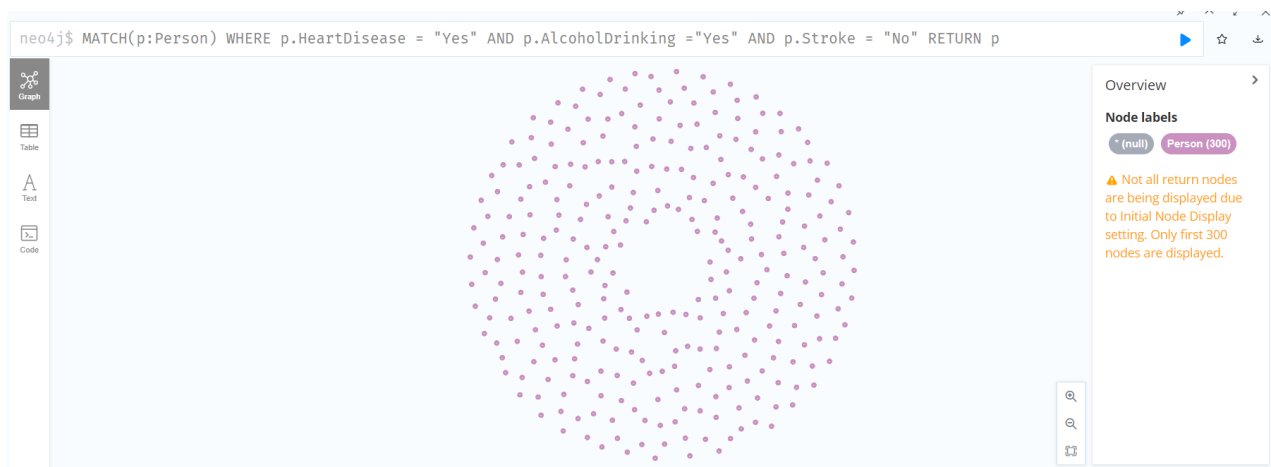 neo4j$ MATCH(p:Person) WHERE p.HeartDisease = "Yes" AND p.AlcoholDrinking ="Yes" AND p.Stroke = "No" RETURN p
Graph
Table
Text
Code
Overview
Node labels
* (null) Person (300)
Not all return nodes
are being displayed due
to Initial Node Display
setting. Only first 300
nodes are displayed.